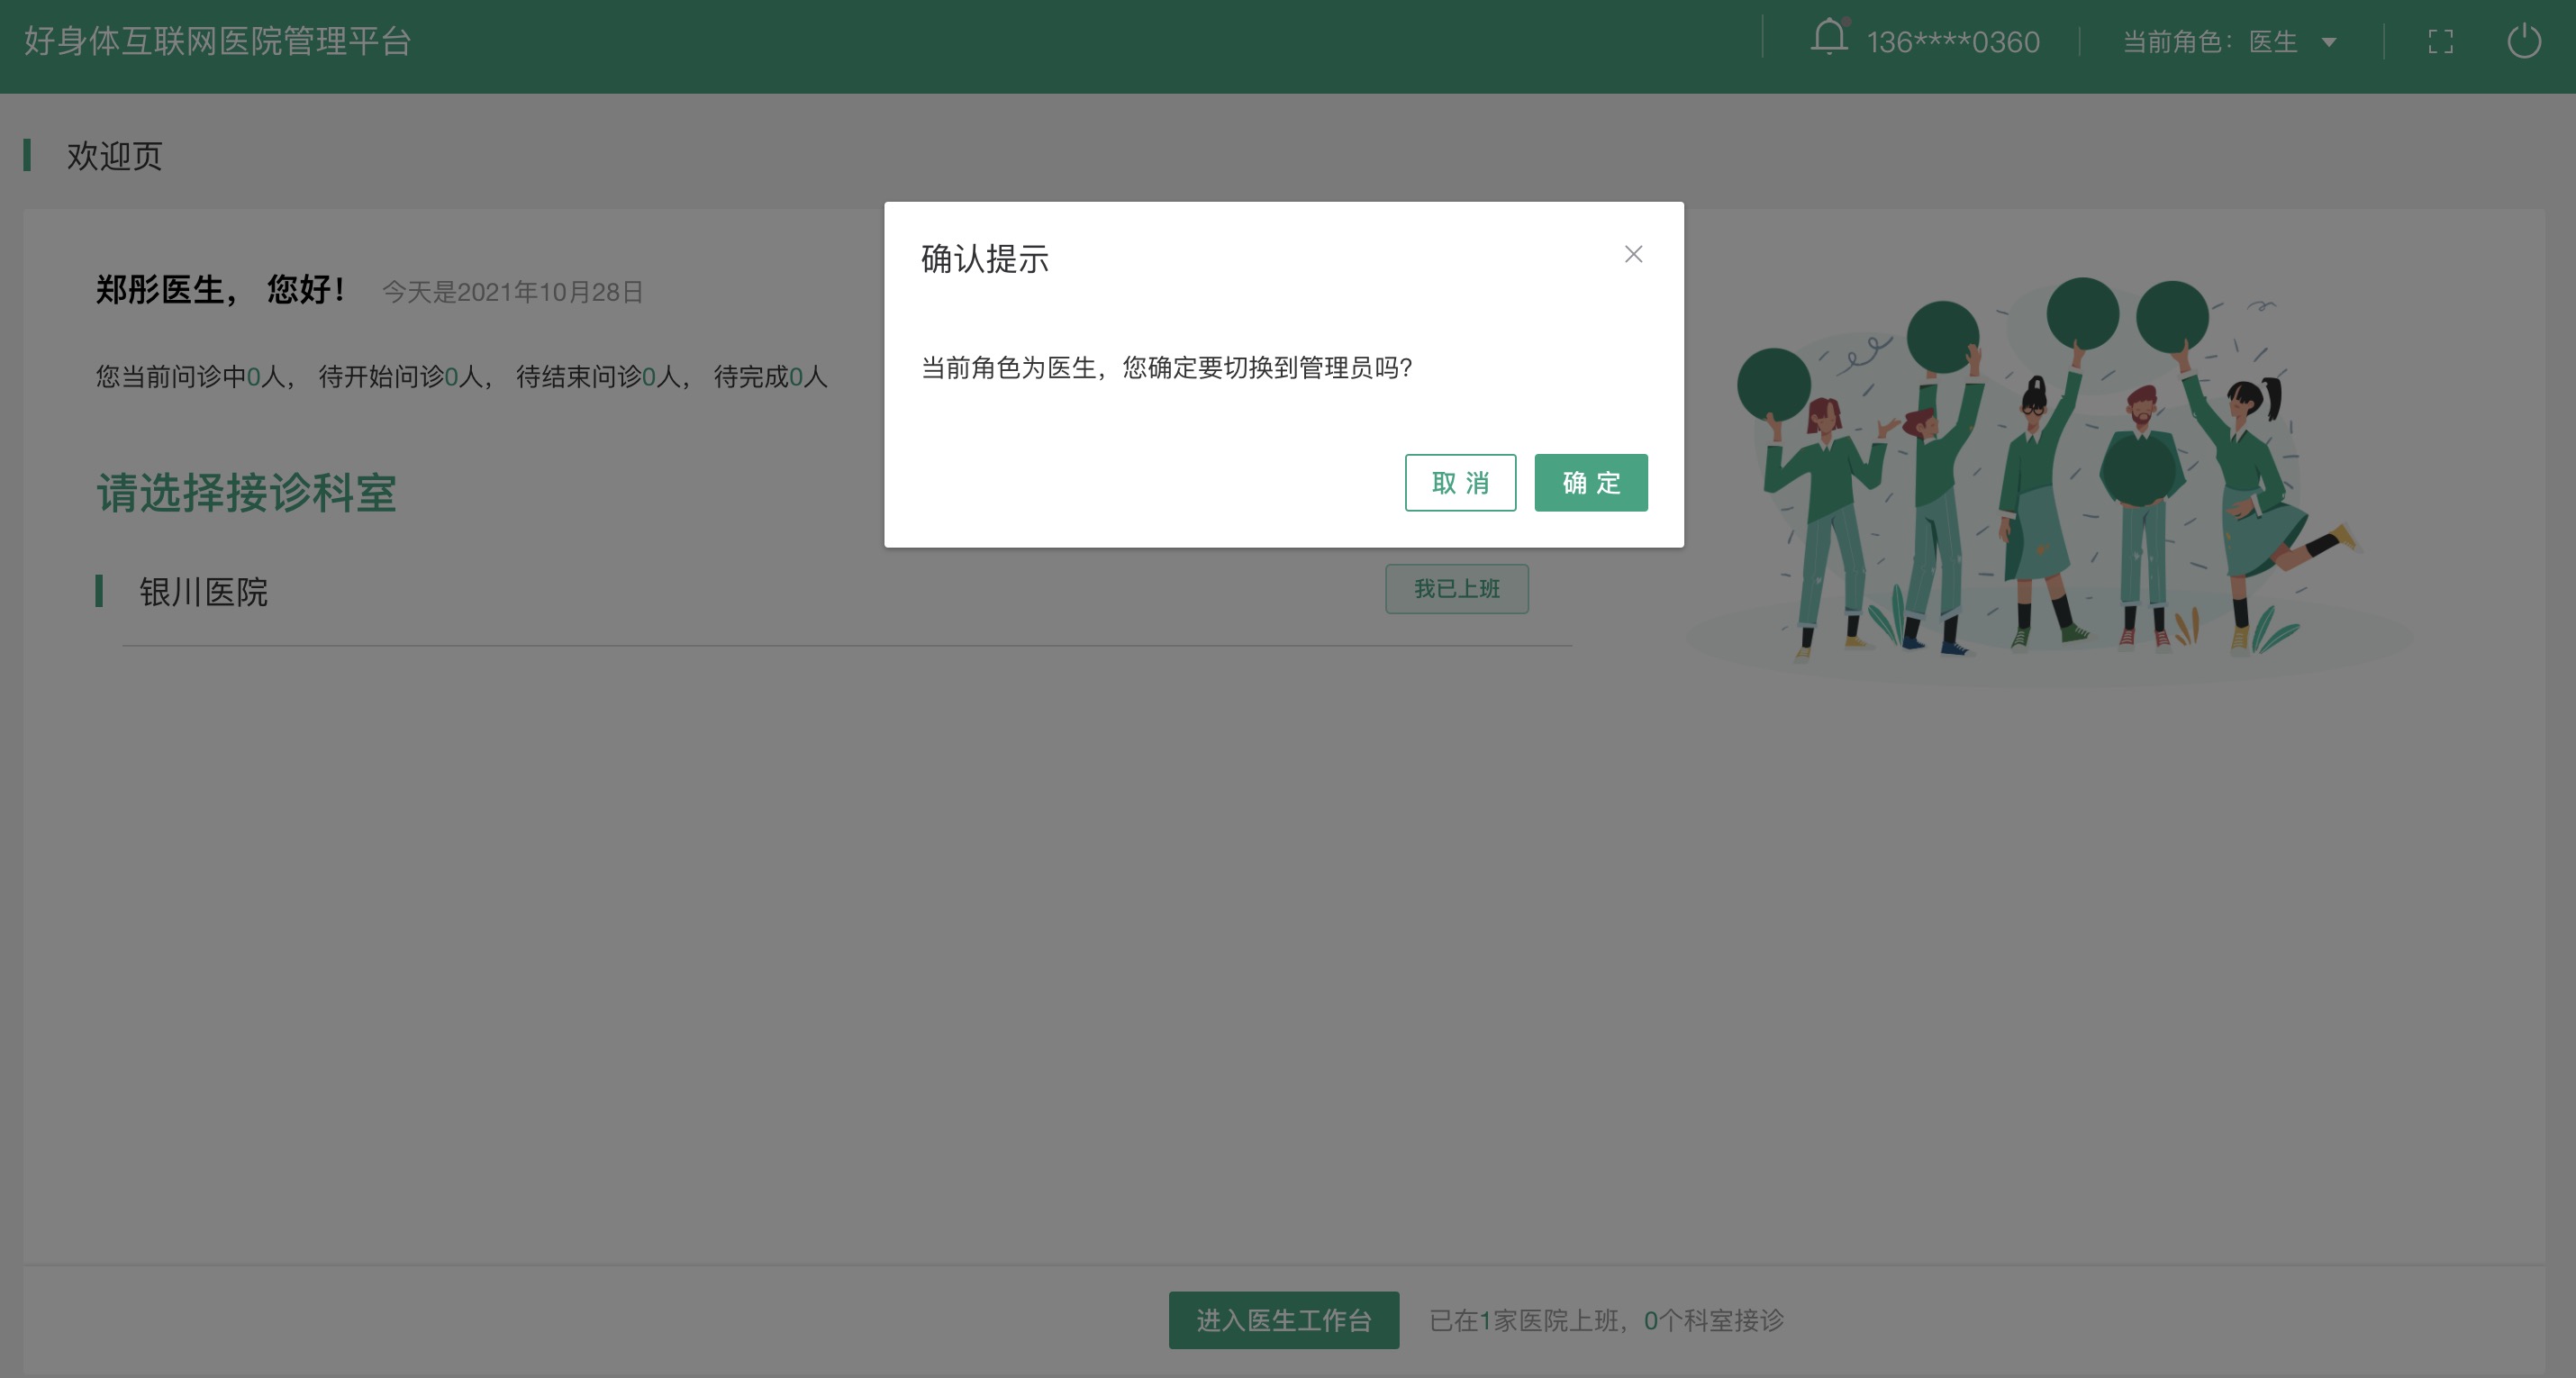 好身体互联网医院管理平台
136****0360
当前角色：医生
欢迎页
郑彤医生， 您好！ 今天是2021年10月28日
您当前问诊中0人， 待开始问诊0人， 待结束问诊0人， 待完成0人
请选择接诊科室
银川医院
我已上班
确认提示
当前角色为医生，您确定要切换到管理员吗?
取 消
确 定
进入医生工作台
已在1家医院上班，0个科室接诊